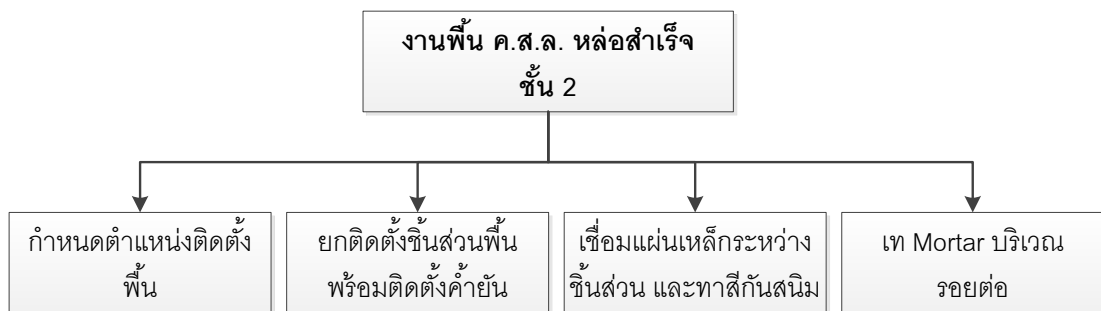 งานพื้น ค.ส.ล. หล่อสำเร็จ
ชั้น 2
กำหนดตำแหน่งติดตั้ง
พื้น
ยกติดตั้งชิ้นส่วนพื้น
พร้อมติดตั้งค้ำยัน
เชื่อมแผ่นเหล็กระหว่าง
ชิ้นส่วน และทาสีกันสนิม
เท Mortar บริเวณ
รอยต่อ